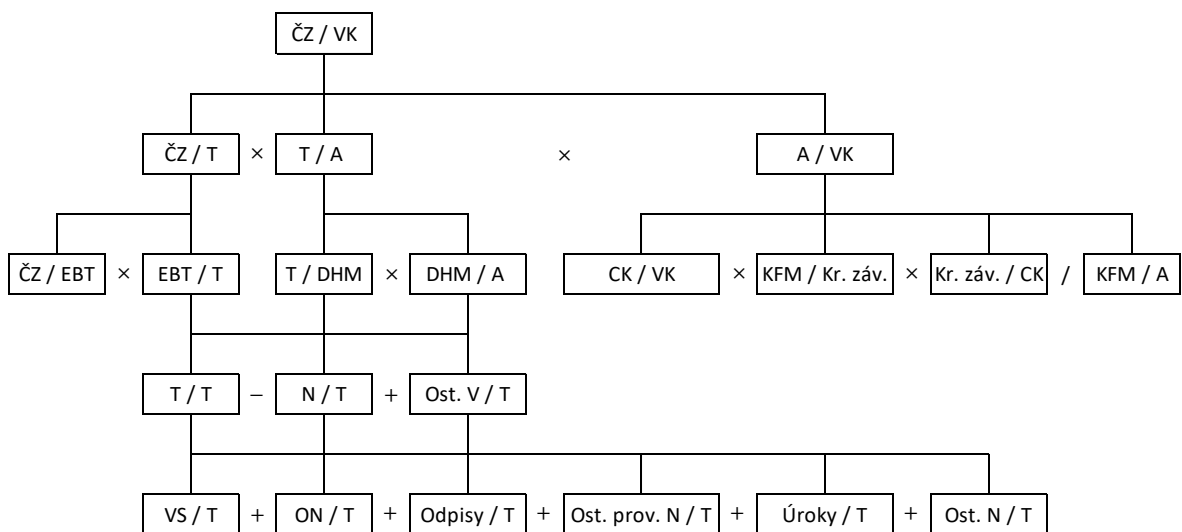 ČZ / VK
ČZ / T × T / A × A / VK
ČZ / EBT × EBT / T T / DHM × DHM / A CK / VK × KFM / Kr. záv. × Kr. záv. / CK / KFM / A
T / T − N / T + Ost. V / T
VS / T + ON / T + Odpisy / T + Ost. prov. N / T + Úroky / T + Ost. N / T